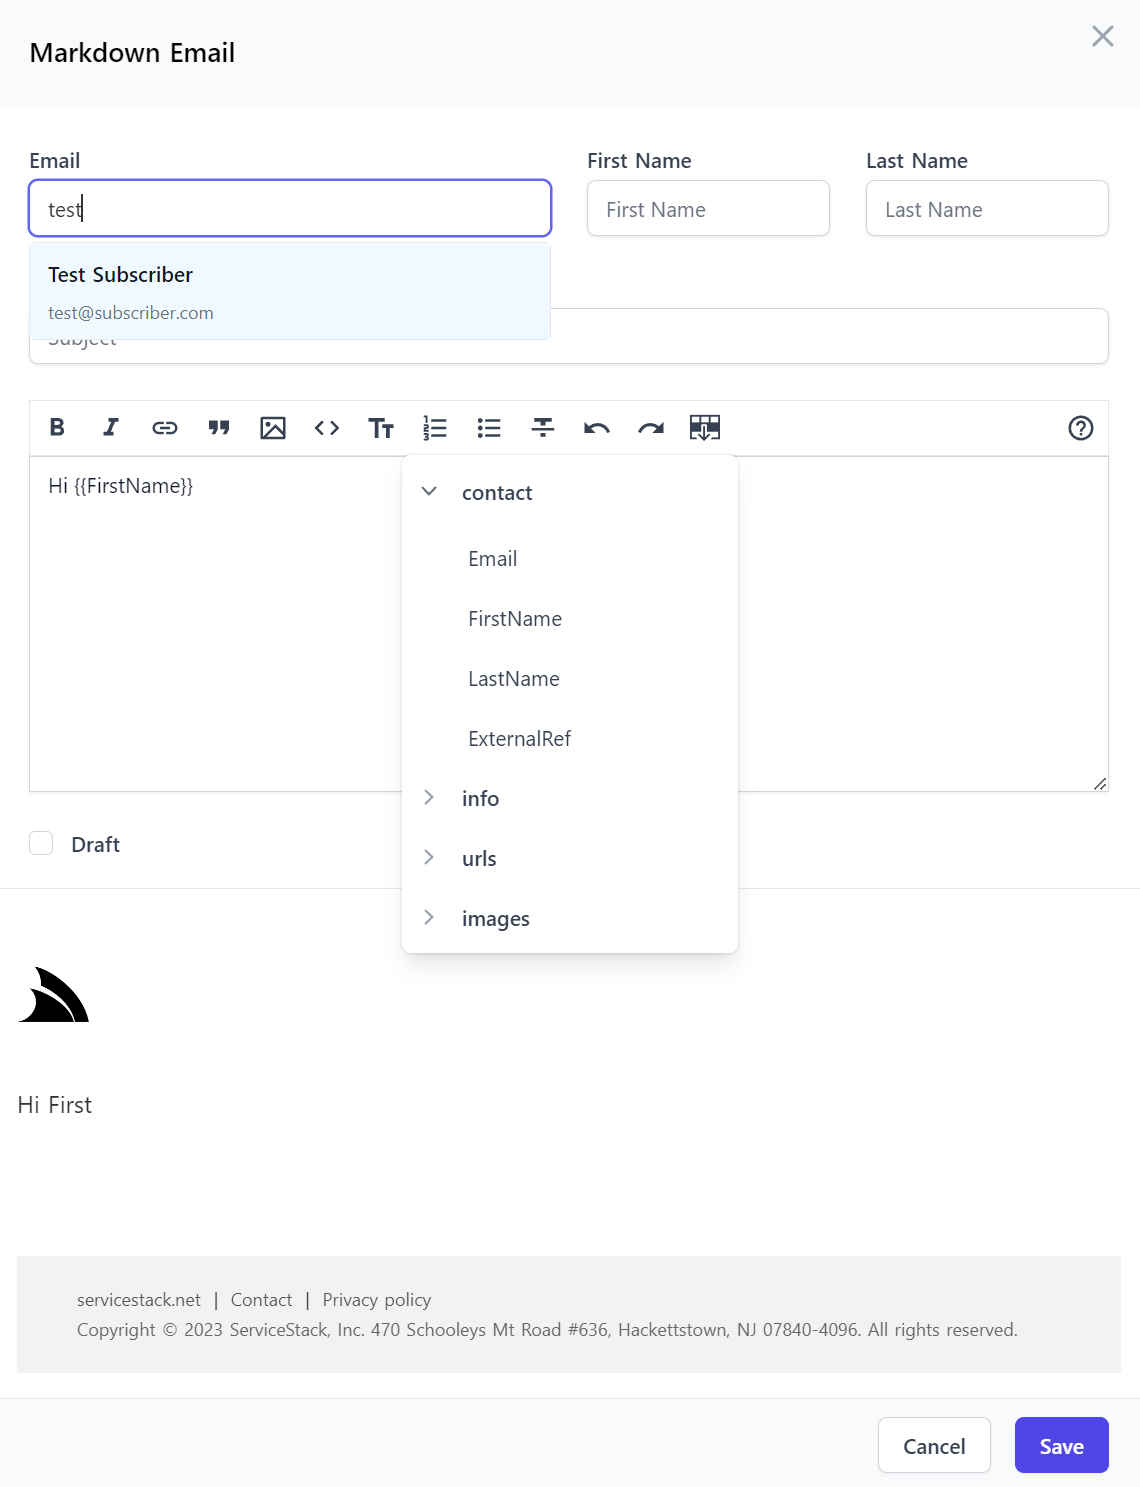 Markdown Email
Email First Name Last Name
test First Name Last Name
Test Subscriber
test@subscriber.com
Subject
Hi {{FirstName}}
contact
Email
FirstName
LastName
ExternalRef
info
urls
images
Draft
Hi First
servicestack.net | Contact | Privacy policy
Copyright © 2023 ServiceStack, Inc. 470 Schooleys Mt Road #636, Hackettstown, NJ 07840-4096. All rights reserved.
Cancel Save